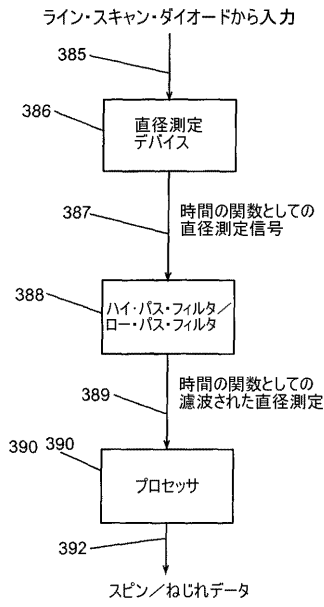 ライン・スキャン・ダイオードから入力
385
386
直径測定
デバイス
387
時間の関数としての
直径測定信号
388
ハイ・パス・フィルタ/
ロー・パス・フィルタ
389
時間の関数としての
濾波された直径測定
390 390
プロセッサ
392
スピン/ねじれデータ